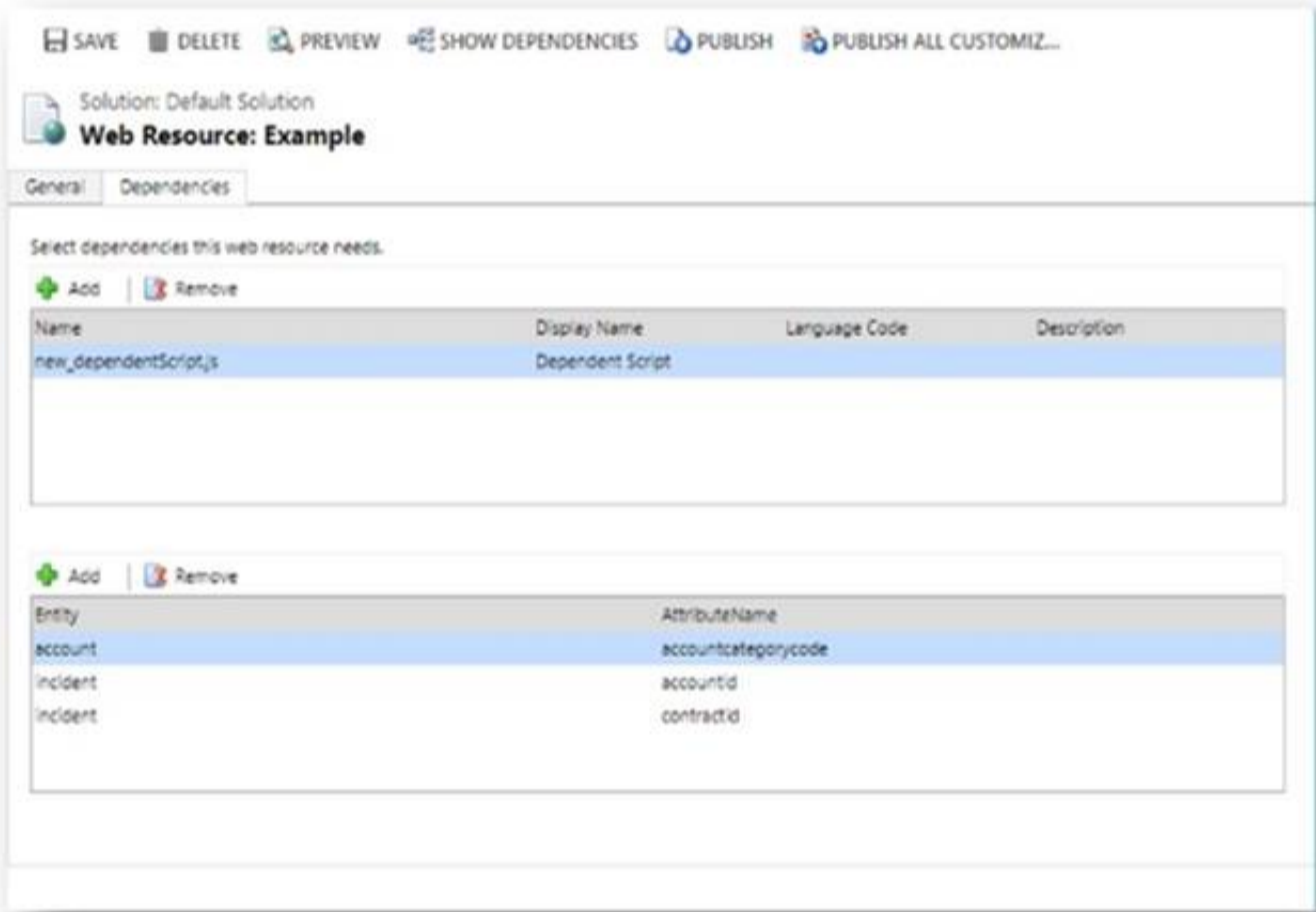 SAVE DELETE PREVIEW SHOW DEPENDENCIES PUBLISH PUBLISH ALL CUSTOMIZ...
Solution: Default Solution
Web Resource: Example
General Dependencies
Select dependencies this web resource needs.
Add Remove
Name Display Name Language Code Description
new_dependentScript.js Dependent Script
Add Remove
Entity AttributeName
account accountcategorycode
incident accountid
incident contractid